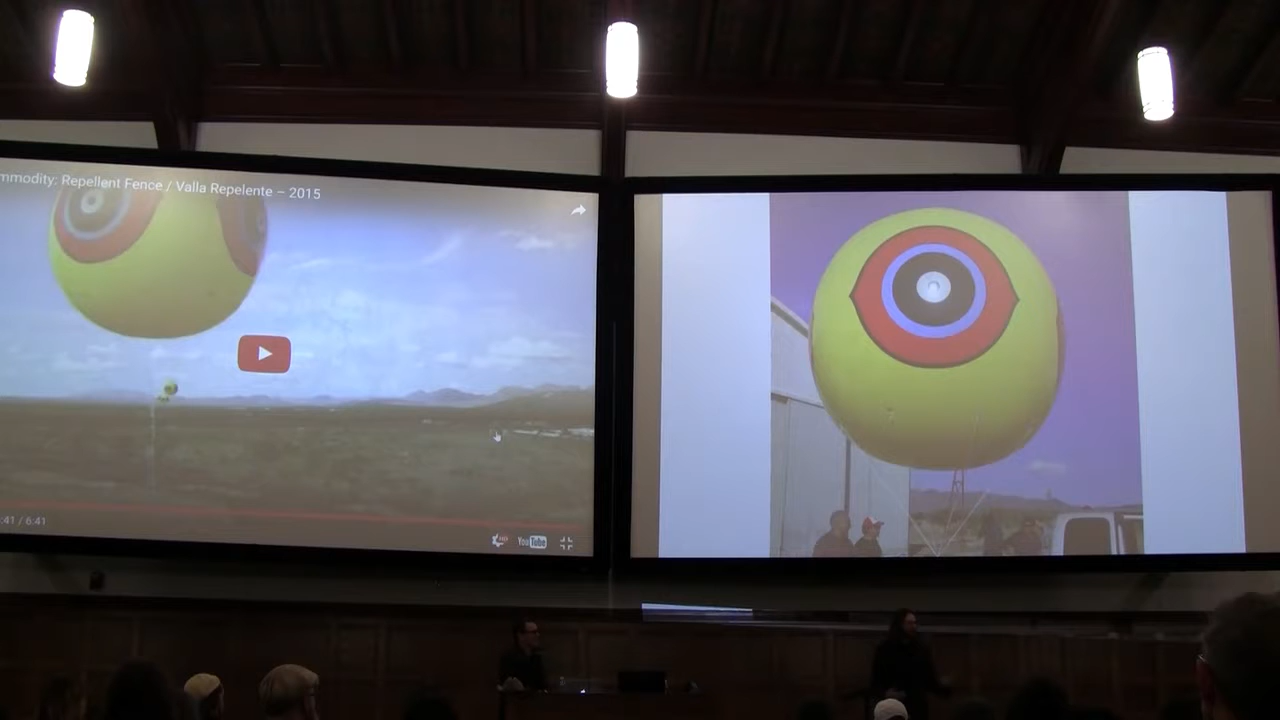 mmodity: Repellent Fence / Valla Repelente – 2015
:41 / 6:41
YouTube